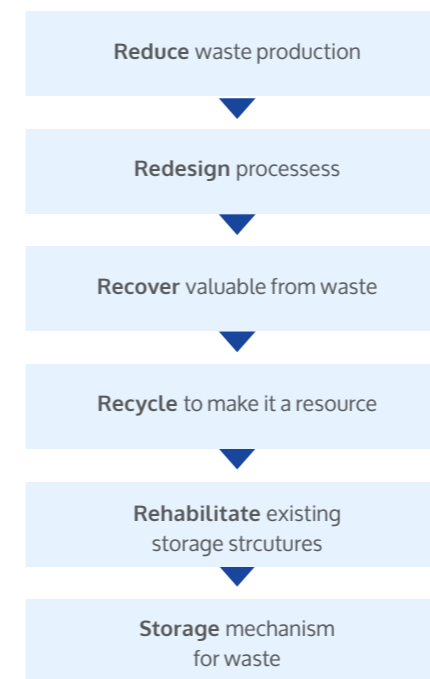 Reduce waste production
Redesign processess
Recover valuable from waste
Recycle to make it a resource
Rehabilitate existing
storage strcutures
Storage mechanism
for waste